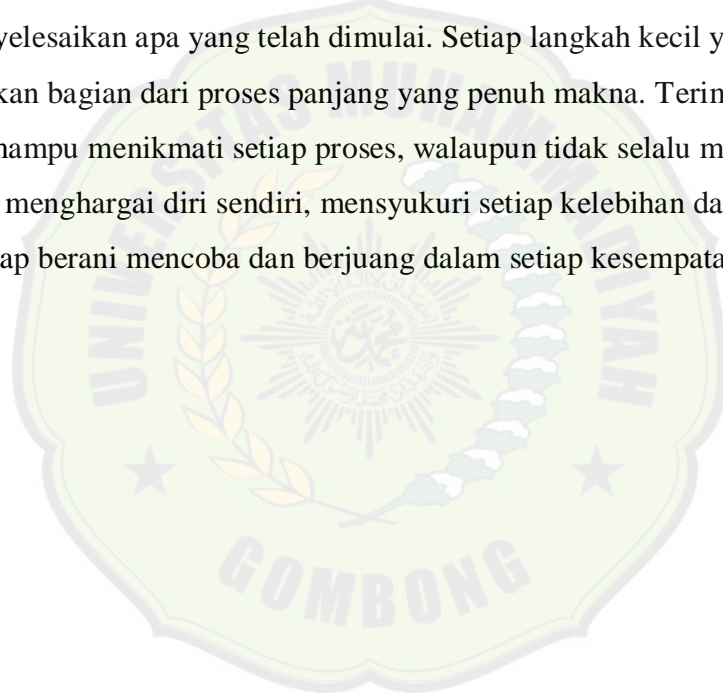 yelesaikan apa yang telah dimulai. Setiap langkah kecil y
kan bagian dari proses panjang yang penuh makna. Terin
nampu menikmati setiap proses, walaupun tidak selalu m
menghargai diri sendiri, mensyukuri setiap kelebihan da
ap berani mencoba dan berjuang dalam setiap kesempata
UNIVERSITAS MUHAMMADIYAH
GOMBONG